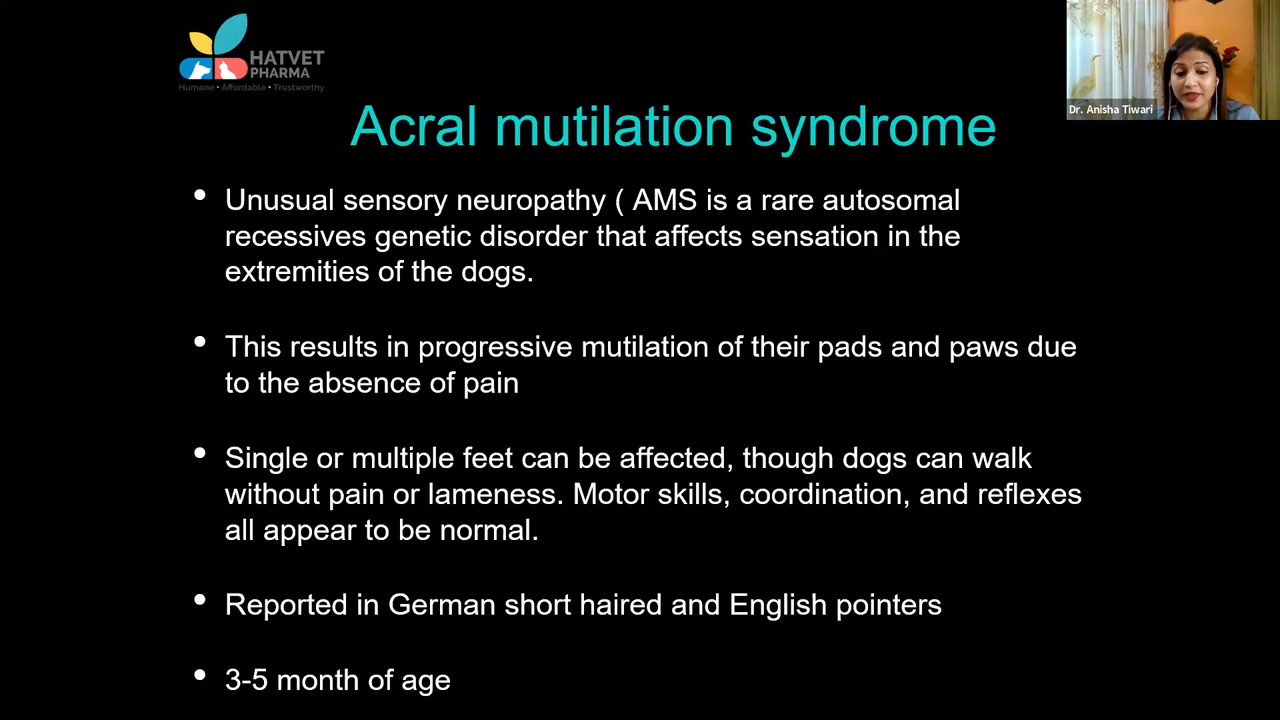 HATVET
PHARMA
Humane • Affordable • Trustworthy
Dr. Anisha Tiwari
Acral mutilation syndrome
• Unusual sensory neuropathy ( AMS is a rare autosomal
recessives genetic disorder that affects sensation in the
extremities of the dogs.
• This results in progressive mutilation of their pads and paws due
to the absence of pain
• Single or multiple feet can be affected, though dogs can walk
without pain or lameness. Motor skills, coordination, and reflexes
all appear to be normal.
• Reported in German short haired and English pointers
• 3-5 month of age